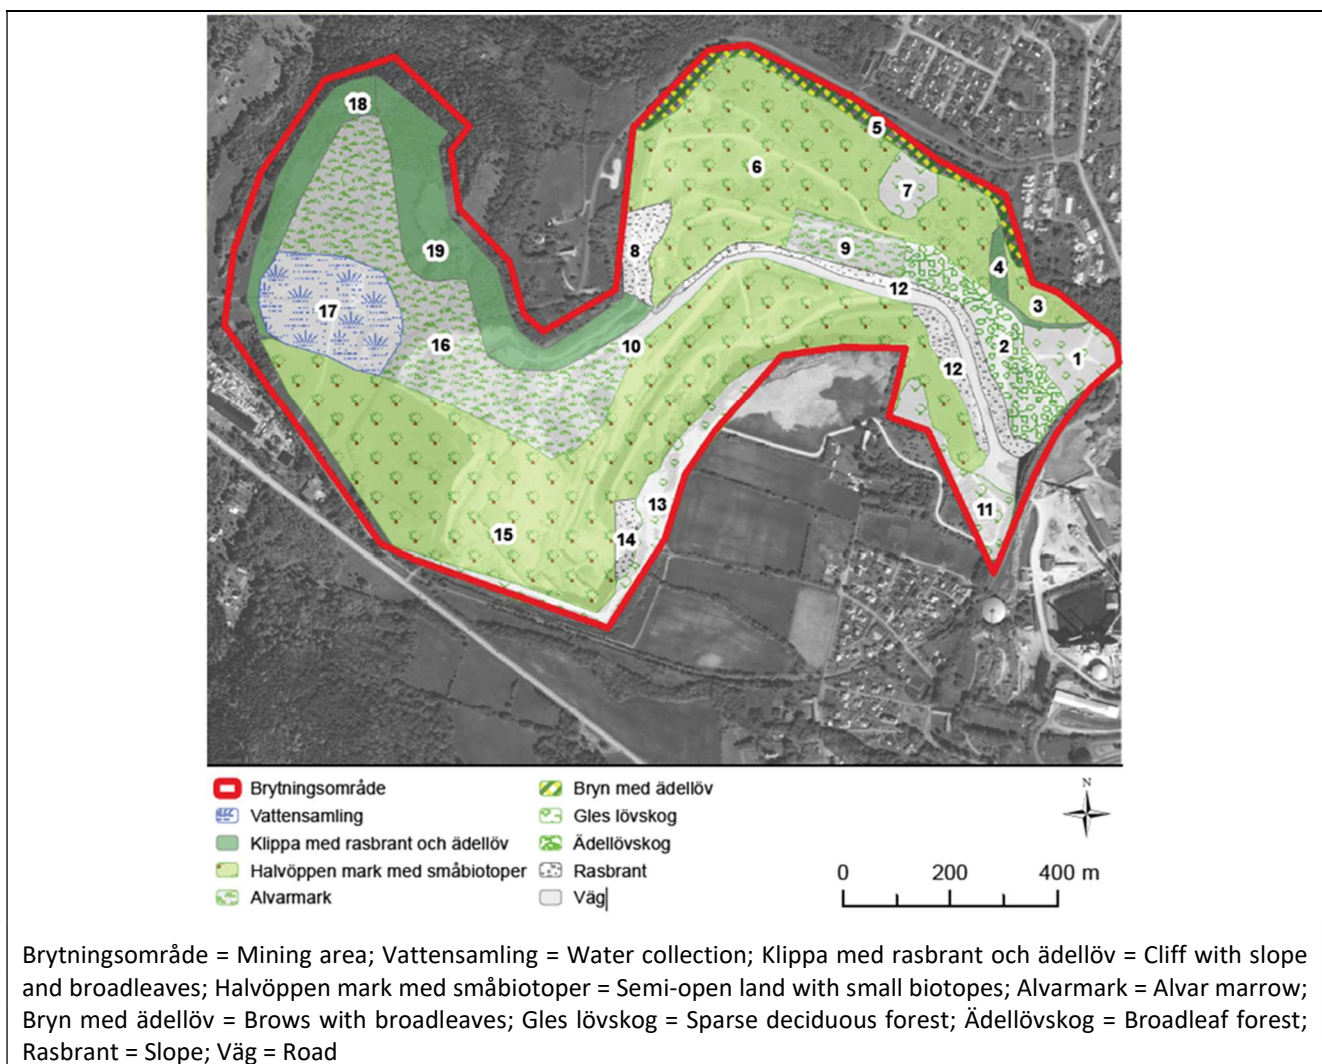 18
5
6
7
8
19
9
4
3
17
12
16
10
2
1
12
13
11
15
14
Brytningsområde
Vattensamling
Klippa med rasbrant och ädellöv
Halvöppen mark med småbiotoper
Alvarmark
Bryn med ädellöv
Gles lövskog
Ädellövskog
Rasbrant
Väg
N
0 200 400 m
Brytningsområde = Mining area; Vattensamling = Water collection; Klippa med rasbrant och ädellöv = Cliff with slope
and broadleaves; Halvöppen mark med småbiotoper = Semi-open land with small biotopes; Alvarmark = Alvar marrow;
Bryn med ädellöv = Brows with broadleaves; Gles lövskog = Sparse deciduous forest; Ädellövskog = Broadleaf forest;
Rasbrant = Slope; Väg = Road